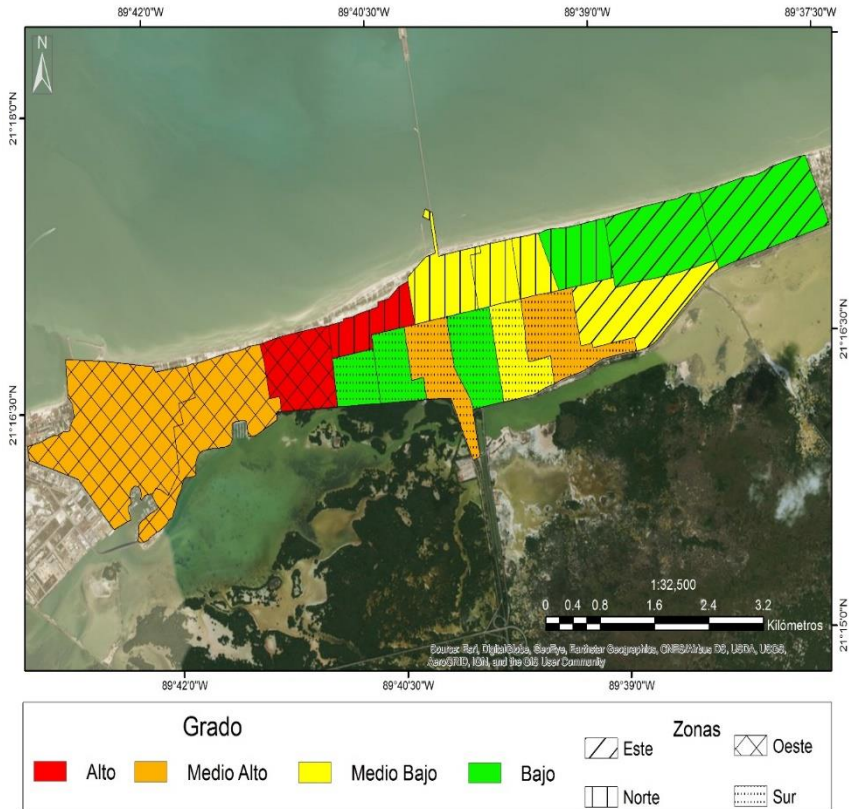 89°42'0"W 89°40'30"W 89°39'0"W 89°37'30"W
N
21°18'0"N
21°16'30"N
21°16'30"N
21°15'0"N
1:32,500
0 0.4 0.8 1.6 2.4 3.2
Kilómetros
Source: Esri, DigitalGlobe, GeoEye, Earthstar Geographics, CNES/Airbus DS, USDA, USGS,
AeroGRID, IGN, and the GIS User Community
89°42'0"W 89°40'30"W 89°39'0"W
Grado
Alto Medio Alto Medio Bajo Bajo
Zonas
Este Oeste
Norte Sur